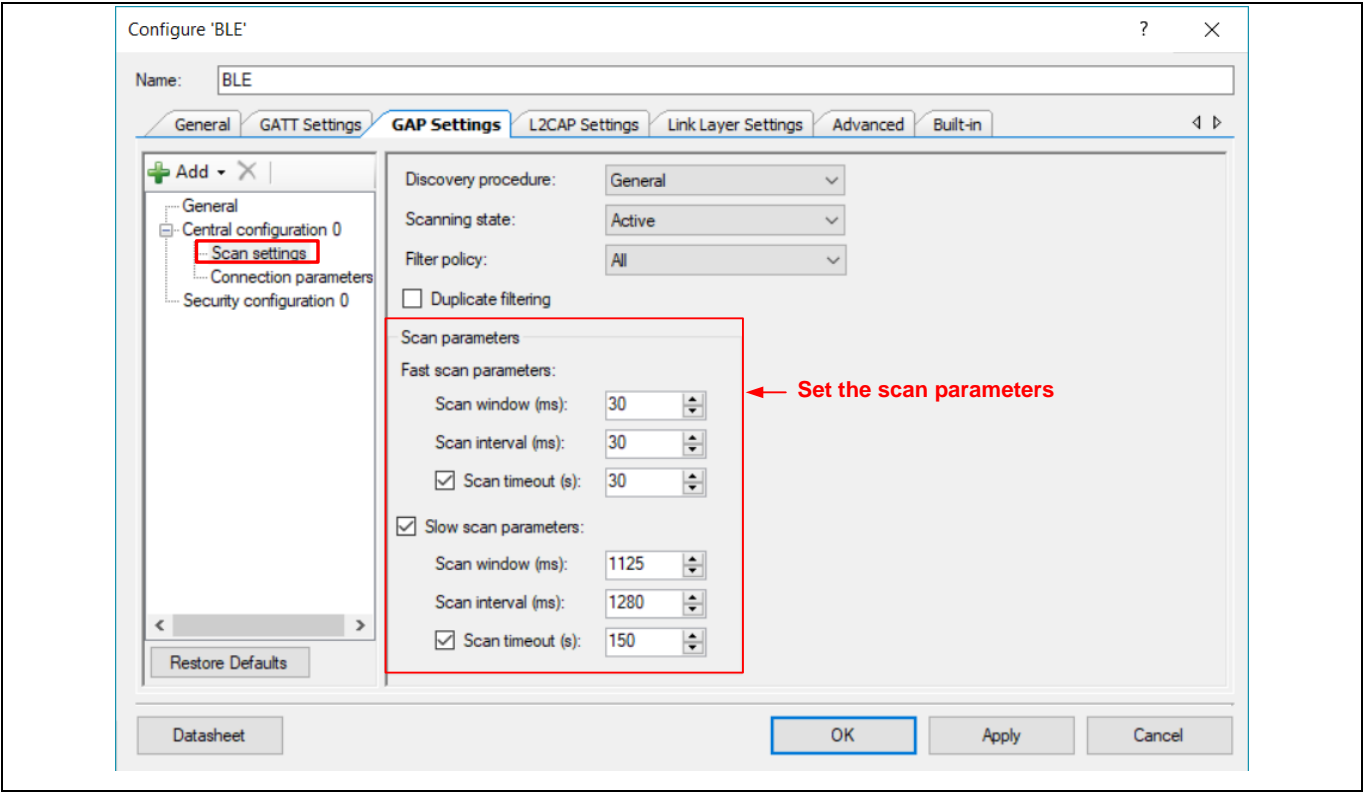 Configure 'BLE'
?
Name: BLE
General GATT Settings GAP Settings L2CAP Settings Link Layer Settings Advanced Built-in
Add
General
Central configuration 0
Scan settings
Connection parameters
Security configuration 0
Restore Defaults
Discovery procedure: General
Scanning state: Active
Filter policy: All
Duplicate filtering
Scan parameters
Fast scan parameters:
Scan window (ms): 30
Scan interval (ms): 30
Scan timeout (s): 30
Slow scan parameters:
Scan window (ms): 1125
Scan interval (ms): 1280
Scan timeout (s): 150
Set the scan parameters
Datasheet OK Apply Cancel